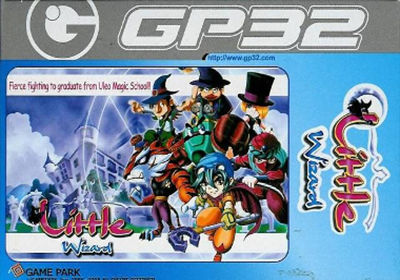 GP32
http://www.gp32.com
Fierce fighting to graduate from Uleo Magic School!!
Little
Wizard
Little
Wizard
GAME PARK